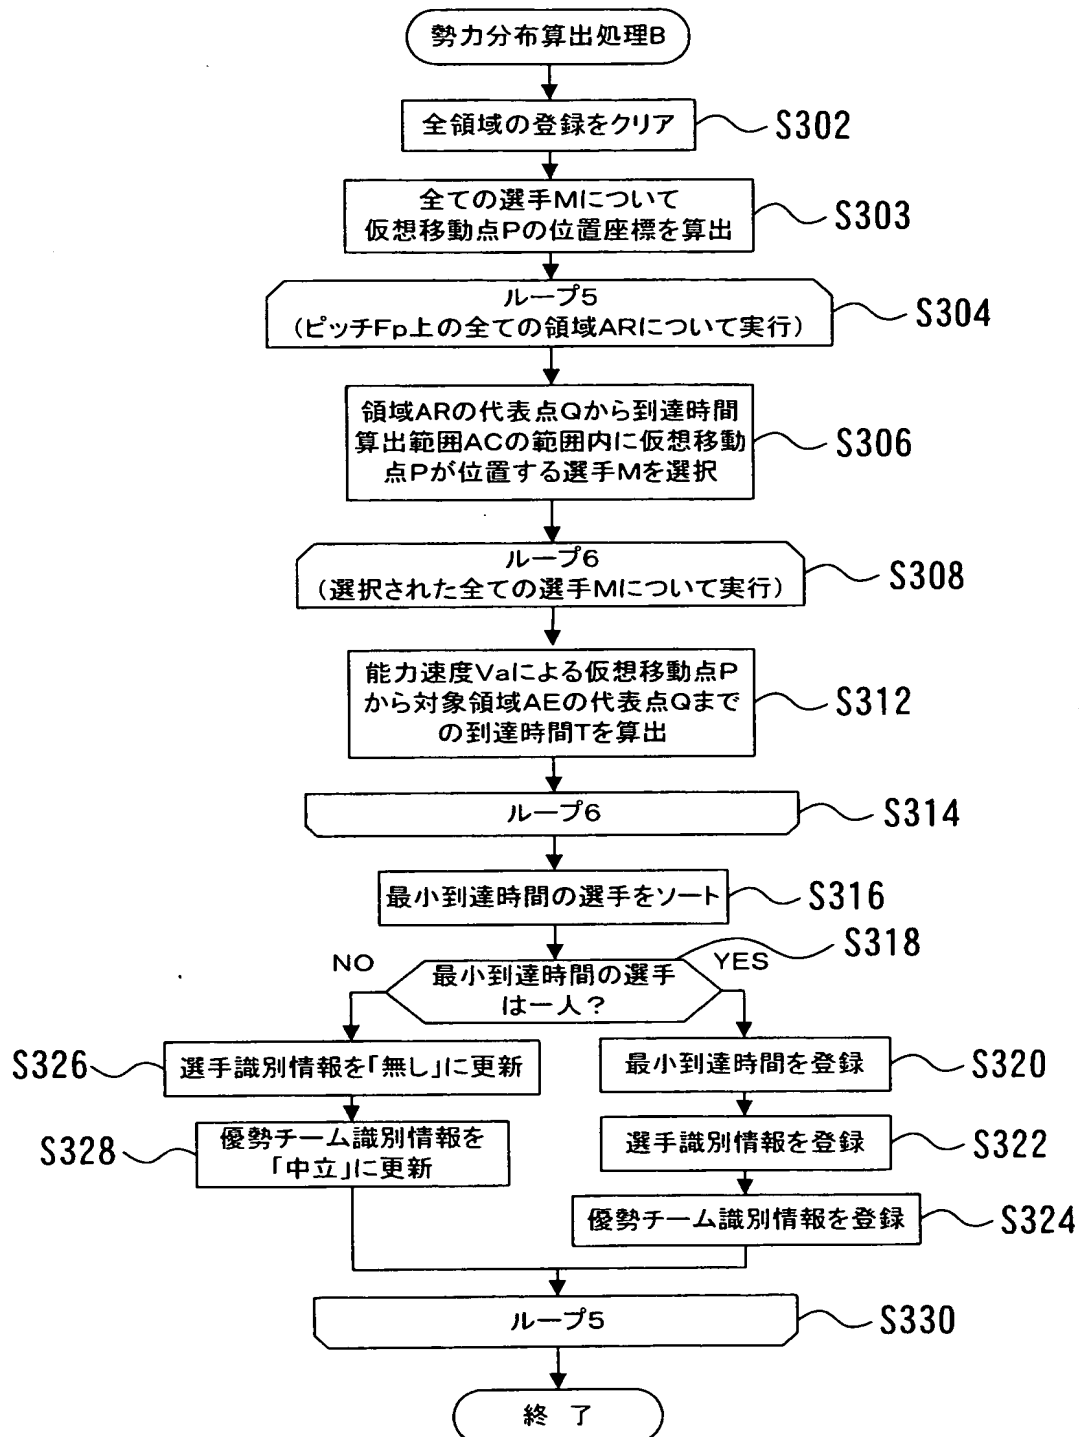 勢力分布算出処理B
全領域の登録をクリア
S302
全ての選手Mについて
仮想移動点Pの位置座標を算出
S303
ループ5
(ピッチFp上の全ての領域ARについて実行)
S304
領域ARの代表点Qから到達時間
算出範囲ACの範囲内に仮想移動
点Pが位置する選手Mを選択
S306
ループ6
(選択された全ての選手Mについて実行)
S308
能力速度Vaによる仮想移動点P
から対象領域AEの代表点Qまで
の到達時間Tを算出
S312
ループ6
S314
最小到達時間の選手をソート
S316
S318
NO
YES
最小到達時間の選手
は一人?
S326
選手識別情報を「無し」に更新
最小到達時間を登録
S320
S328
優勢チーム識別情報を
「中立」に更新
選手識別情報を登録
S322
優勢チーム識別情報を登録
S324
ループ5
S330
終 了